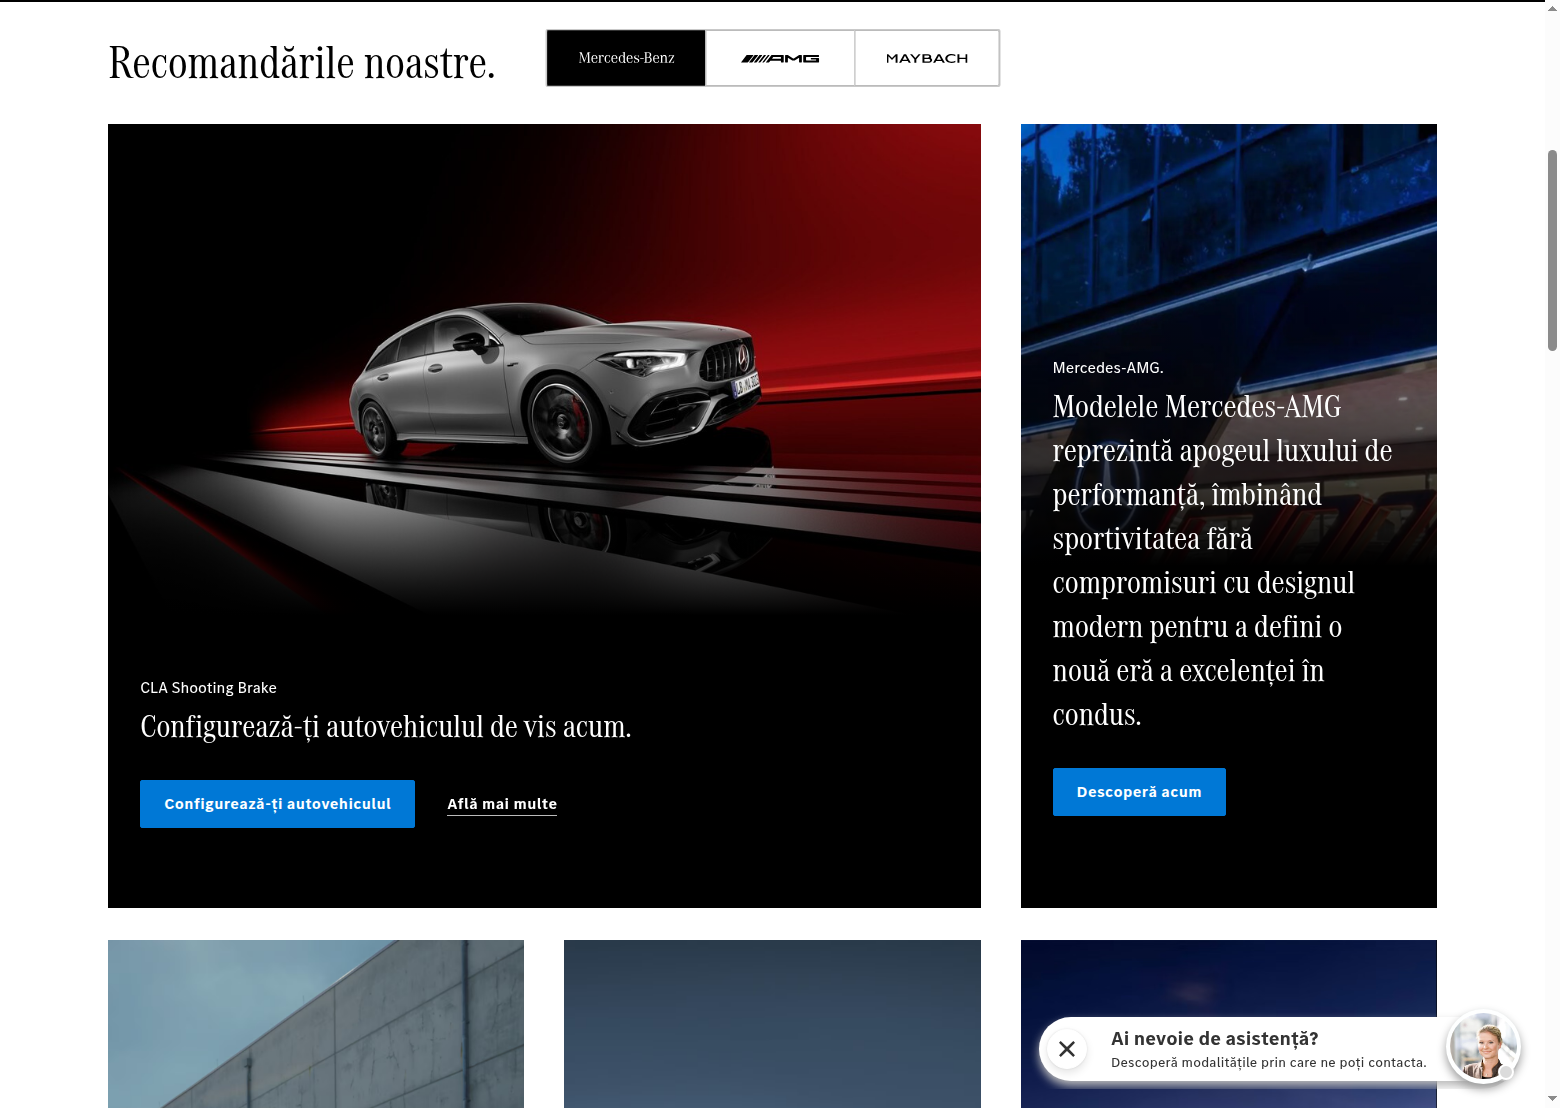 Recomandările noastre.
Mercedes-Benz
AMG
MAYBACH
CLA Shooting Brake
Configurează-ți autovehiculul de vis acum.
Configurează-ți autovehiculul
Află mai multe
Mercedes-AMG.
Modelele Mercedes-AMG
reprezintă apogeul luxului de
performanță, îmbinând
sportivitatea fără
compromisuri cu designul
modern pentru a defini o
nouă eră a excelenței în
condus.
Descoperă acum
Ai nevoie de asistență?
Descoperă modalitățile prin care ne poți contacta.